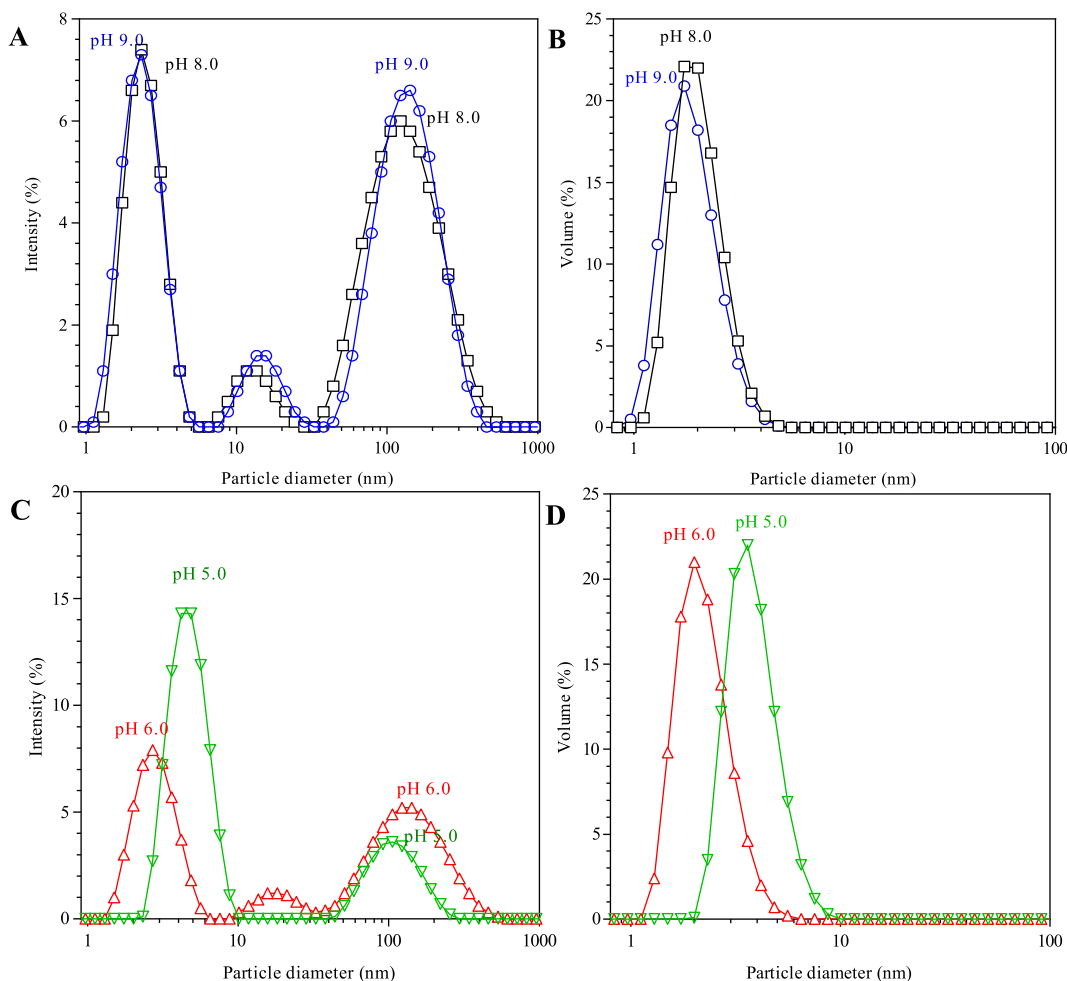 A
8
6
4
2
0
Intensity (%)
pH 9.0
pH 8.0
pH 9.0
pH 8.0
1
10
100
1000
Particle diameter (nm)
B
25
20
15
10
5
0
Volume (%)
pH 8.0
pH 9.0
1
10
100
Particle diameter (nm)
C
20
15
10
5
0
Intensity (%)
pH 5.0
pH 6.0
pH 6.0
pH 5.0
1
10
100
1000
Particle diameter (nm)
D
25
20
15
10
5
0
Volume (%)
pH 6.0
pH 5.0
1
10
100
Particle diameter (nm)